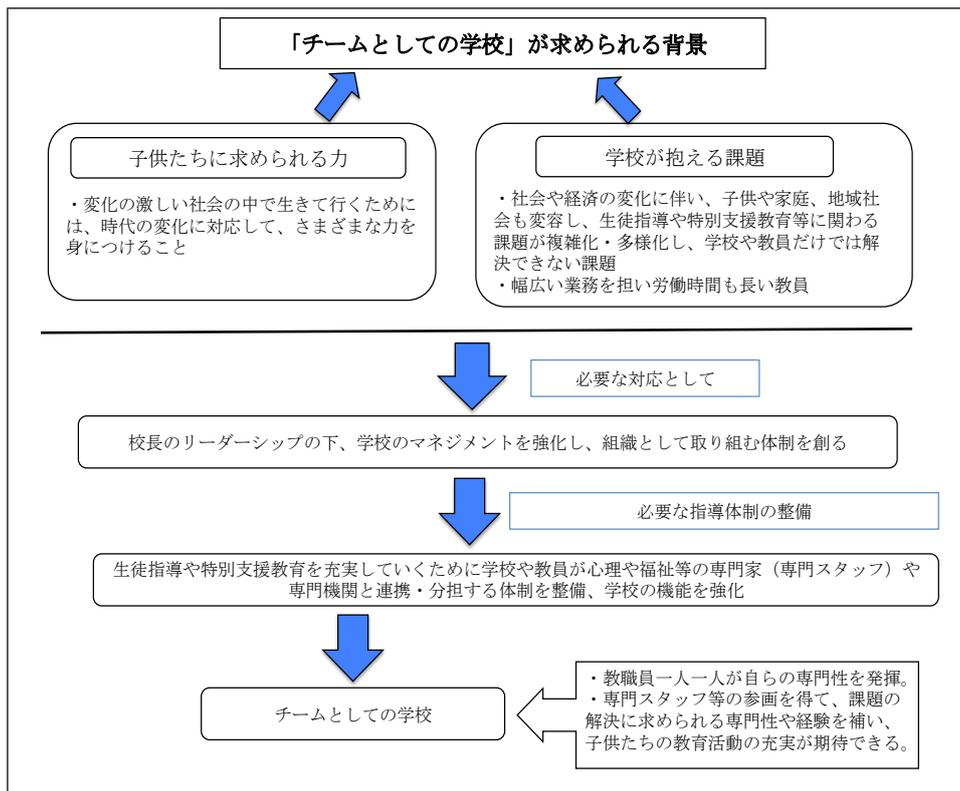 「チームとしての学校」が求められる背景
子供たちに求められる力
・変化の激しい社会の中で生きて行くために
は、時代の変化に対応して、さまざまな力を
身につけること
学校が抱える課題
・社会や経済の変化に伴い、子供や家庭、地域社
会も変容し、生徒指導や特別支援教育等に関わる
課題が複雑化・多様化し、学校や教員だけでは解
決できない課題
・幅広い業務を担い労働時間も長い教員
必要な対応として
校長のリーダーシップの下、学校のマネジメントを強化し、組織として取り組む体制を創る
必要な指導体制の整備
生徒指導や特別支援教育を充実していくために学校や教員が心理や福祉等の専門家（専門スタッフ）や
専門機関と連携・分担する体制を整備、学校の機能を強化
チームとしての学校
・教職員一人一人が自らの専門性を発揮。
・専門スタッフ等の参画を得て、課題の
解決に求められる専門性や経験を補い、
子供たちの教育活動の充実が期待できる。